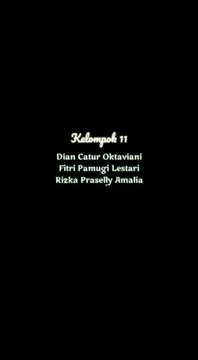 Kelompok 11
Dian Catur Oktaviani
Fitri Pamugi Lestari
Rizka Praselly Amalia